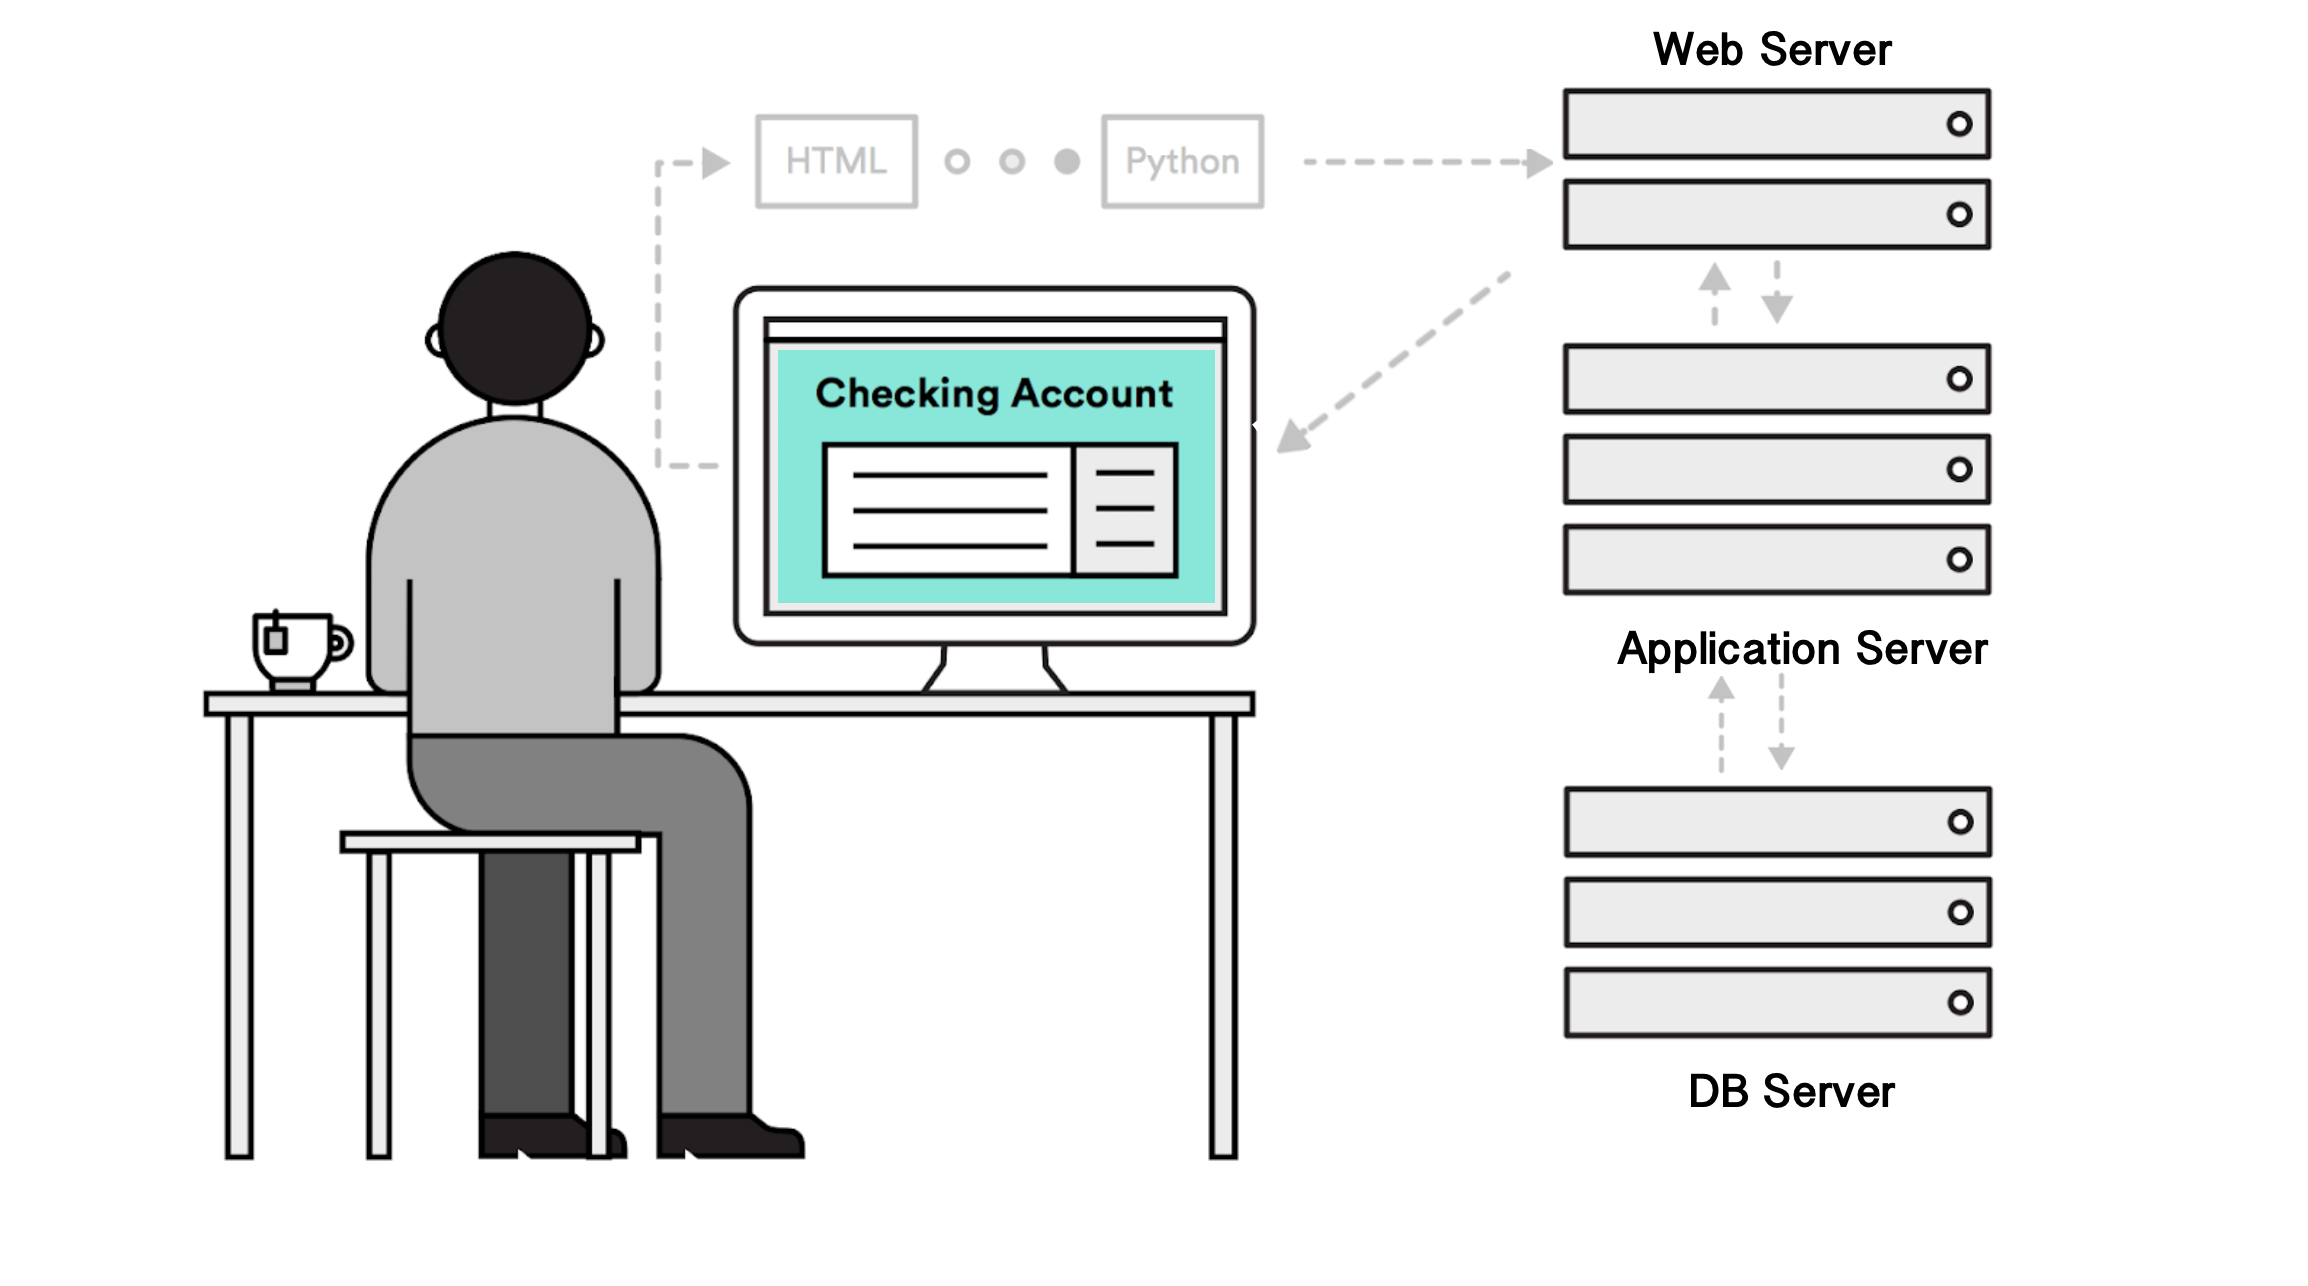 Web Server
HTML
Python
Checking Account
Application Server
DB Server